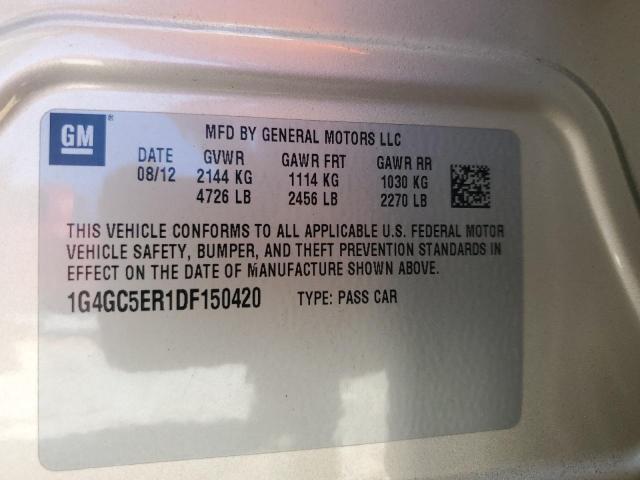 GM®
MFD BY GENERAL MOTORS LLC
DATE GVWR GAWR FRT GAWR RR
08/12 2144 KG 1114 KG 1030 KG
4726 LB 2456 LB 2270 LB
THIS VEHICLE CONFORMS TO ALL APPLICABLE U.S. FEDERAL MOTOR
VEHICLE SAFETY, BUMPER, AND THEFT PREVENTION STANDARDS IN
EFFECT ON THE DATE OF MANUFACTURE SHOWN ABOVE.
1G4GC5ER1DF150420 TYPE: PASS CAR